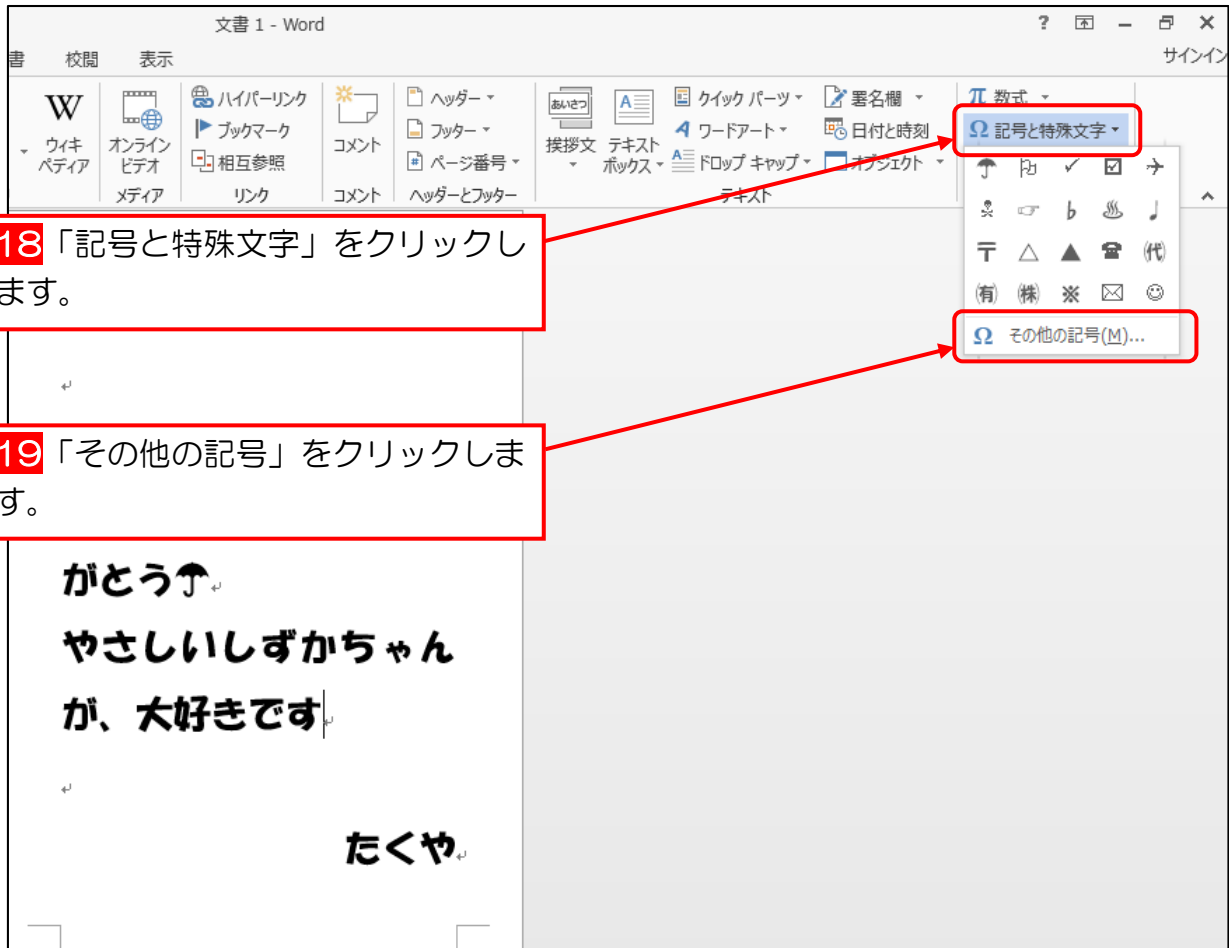 文書 1 - Word
?
サインイン
書 校閲 表示
W
ウィキ
ペディア
オンライン
ビデオ
メディア
ハイパーリンク
ブックマーク
相互参照
リンク
コメント
コメント
ヘッダー
フッター
# ページ番号
ヘッダーとフッター
あいさつ
挨拶文
A
テキスト
ボックス
クイック パーツ
A ワードアート
A ドロップ キャップ
署名欄
日付と時刻
オブジェクト
テキスト
π 数式
Ω 記号と特殊文字
☂ ✓ ☑ ✈
☠ ☞ ♭ ♨ ♩
〒 △ ▲ ☎ ㈹
㈲ ㈱ ※ ✉ ☺
Ω その他の記号(M)...
18「記号と特殊文字」をクリックし
ます。
19「その他の記号」をクリックしま
す。
がとう☂
やさしいしずかちゃん
が、大好きです
たくや